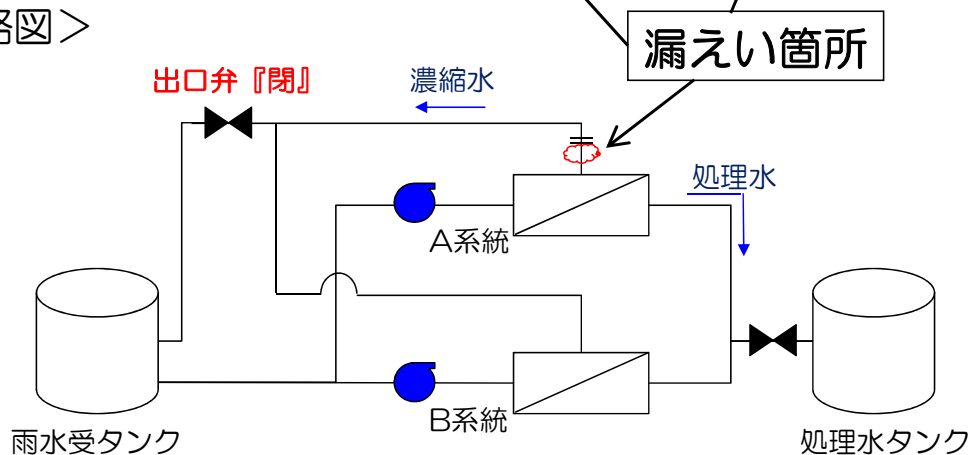 図＞
漏えい箇所
出口弁『閉』
濃縮水
処理水
A系統
B系統
雨水受タンク
処理水タンク